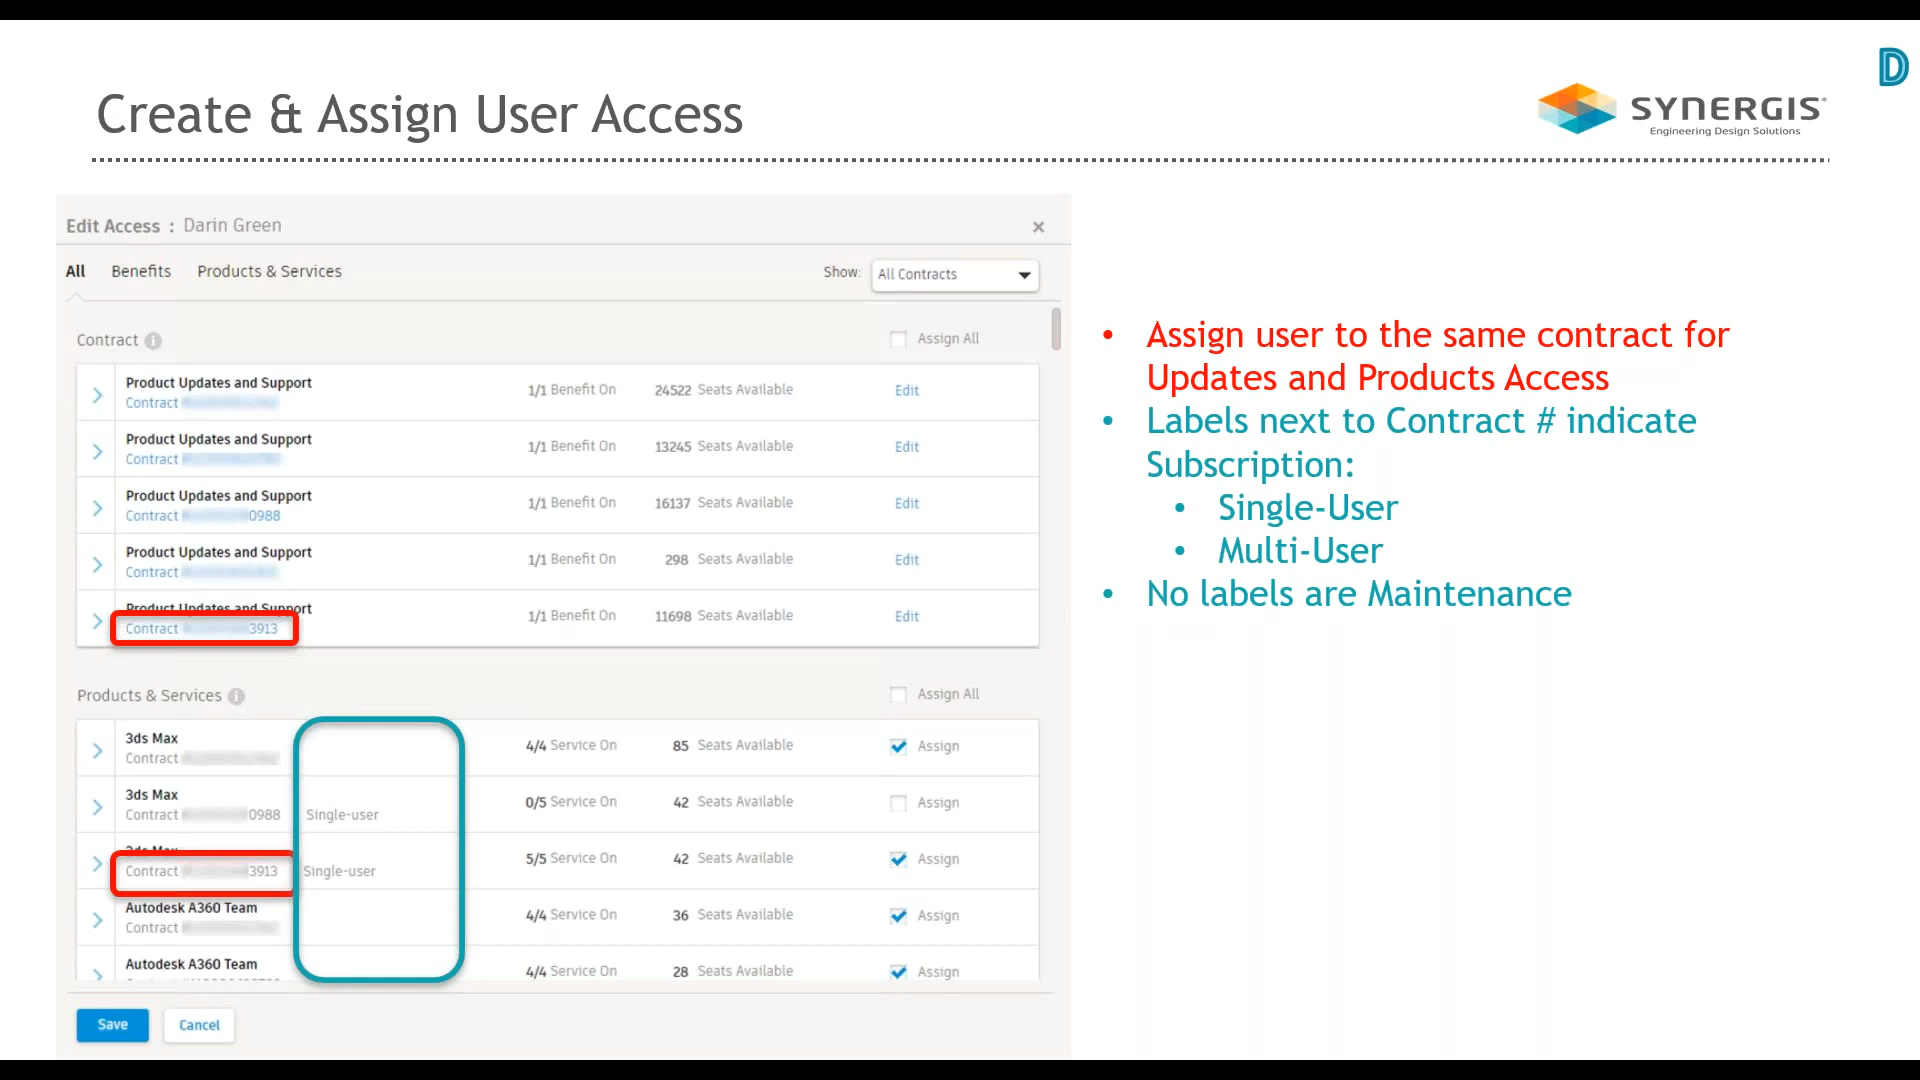 D
Create & Assign User Access
SYNERGIS
Engineering Design Solutions
Edit Access : Darin Green
All Benefits Products & Services Show: All Contracts
Contract Assign All
Product Updates and Support
Contract
1/1 Benefit On 24522 Seats Available Edit
Product Updates and Support
Contract
1/1 Benefit On 13245 Seats Available Edit
Product Updates and Support
Contract 0988
1/1 Benefit On 16137 Seats Available Edit
Product Updates and Support
Contract
1/1 Benefit On 298 Seats Available Edit
Product Updates and Support
Contract 3913
1/1 Benefit On 11698 Seats Available Edit
Products & Services Assign All
3ds Max
Contract
4/4 Service On 85 Seats Available Assign
3ds Max
Contract 0988 Single-user
0/5 Service On 42 Seats Available Assign
3ds Max
Contract 3913 Single-user
5/5 Service On 42 Seats Available Assign
Autodesk A360 Team
Contract
4/4 Service On 36 Seats Available Assign
Autodesk A360 Team
4/4 Service On 28 Seats Available Assign
Save Cancel
• Assign user to the same contract for
Updates and Products Access
• Labels next to Contract # indicate
Subscription:
• Single-User
• Multi-User
• No labels are Maintenance